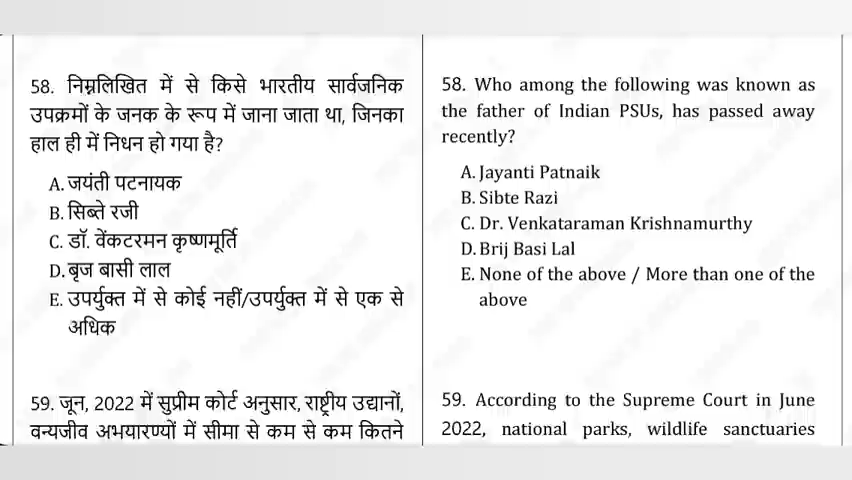 58. निम्नलिखित में से किसे भारतीय सार्वजनिक
उपक्रमों के जनक के रूप में जाना जाता था, जिनका
हाल ही में निधन हो गया है?
A. जयंती पटनायक
B. सिब्ते रजी
C. डॉ. वेंकटरमन कृष्णमूर्ति
D. बृज बासी लाल
E. उपर्युक्त में से कोई नहीं/उपर्युक्त में से एक से
अधिक
59. जून, 2022 में सुप्रीम कोर्ट अनुसार, राष्ट्रीय उद्यानों,
वन्यजीव अभयारण्यों में सीमा से कम से कम कितने
58. Who among the following was known as
the father of Indian PSUs, has passed away
recently?
A. Jayanti Patnaik
B. Sibte Razi
C. Dr. Venkataraman Krishnamurthy
D. Brij Basi Lal
E. None of the above / More than one of the
above
59. According to the Supreme Court in June
2022, national parks, wildlife sanctuaries